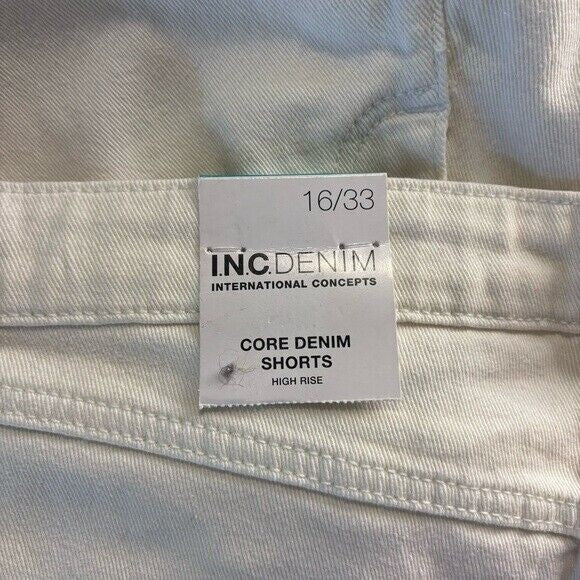 16/33
I.N.C.DENIM
INTERNATIONAL CONCEPTS
CORE DENIM
SHORTS
HIGH RISE